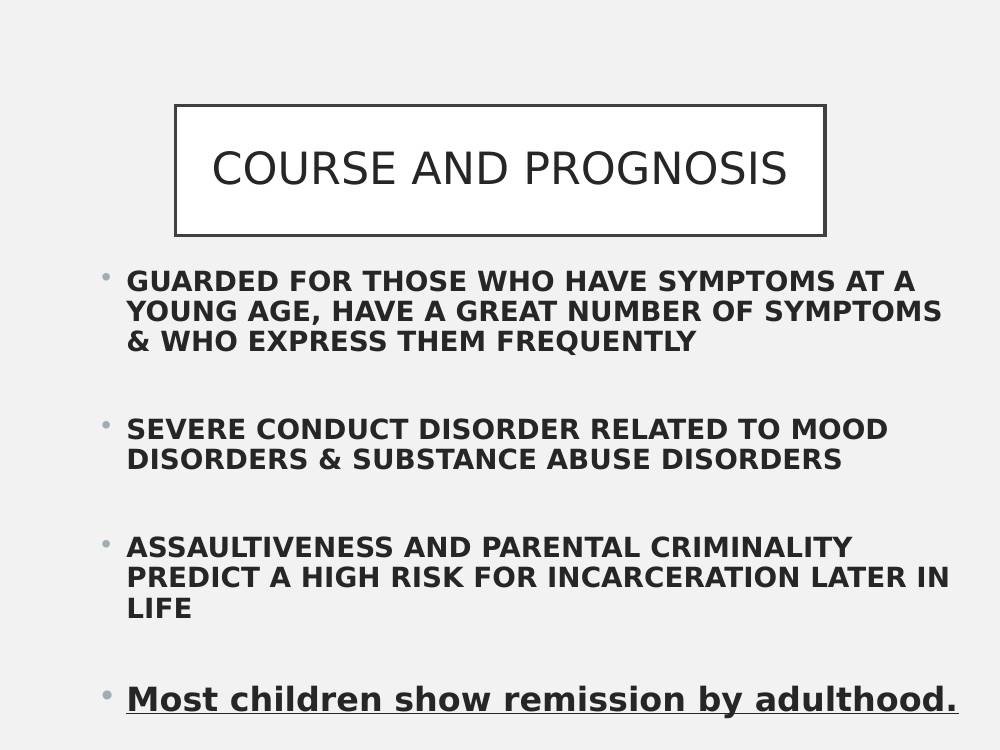 COURSE AND PROGNOSIS
• GUARDED FOR THOSE WHO HAVE SYMPTOMS AT A
YOUNG AGE, HAVE A GREAT NUMBER OF SYMPTOMS
& WHO EXPRESS THEM FREQUENTLY
• SEVERE CONDUCT DISORDER RELATED TO MOOD
DISORDERS & SUBSTANCE ABUSE DISORDERS
• ASSAULTIVENESS AND PARENTAL CRIMINALITY
PREDICT A HIGH RISK FOR INCARCERATION LATER IN
LIFE
• Most children show remission by adulthood.